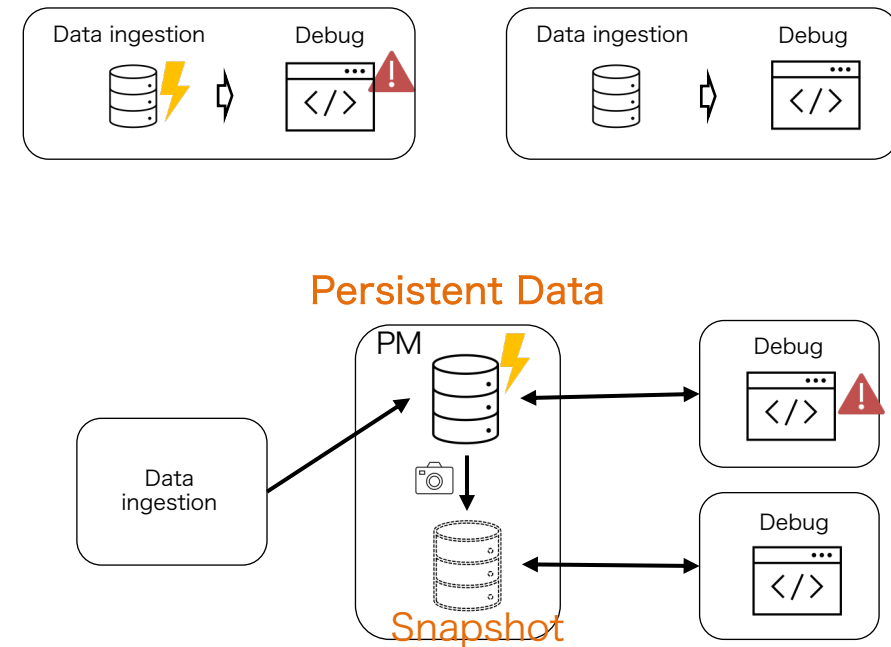 Data ingestion
Debug
</>
Data ingestion
Debug
</>
Persistent Data
PM
Debug
</>
Data
ingestion
Debug
</>
Snapshot